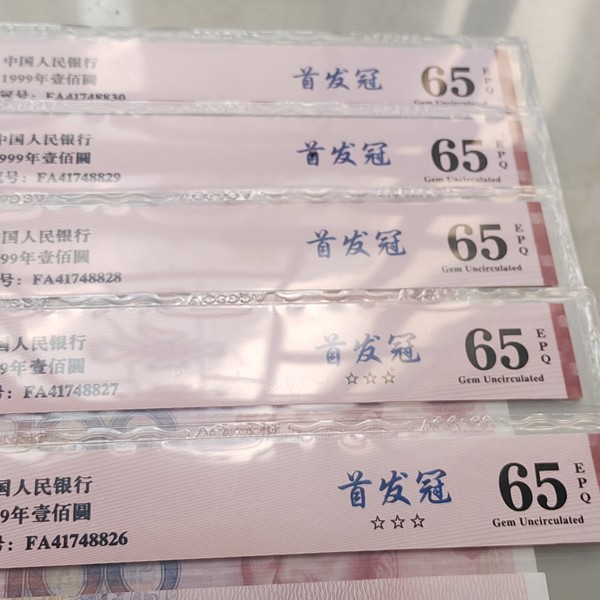 中国人民银行
1999年壹佰圆
冠号: FA41748830
首发冠
65
EPQ
Gem Uncirculated
中国人民银行
999年壹佰圆
号: FA41748829
首发冠
65
EPQ
Gem Uncirculated
国人民银行
99年壹佰圆
号: FA41748828
首发冠
65
EPQ
Gem Uncirculated
国人民银行
9年壹佰圆
号: FA41748827
首发冠
☆☆☆
65
EPQ
Gem Uncirculated
国人民银行
9年壹佰圆
号: FA41748826
首发冠
☆☆☆
65
EPQ
Gem Uncirculated